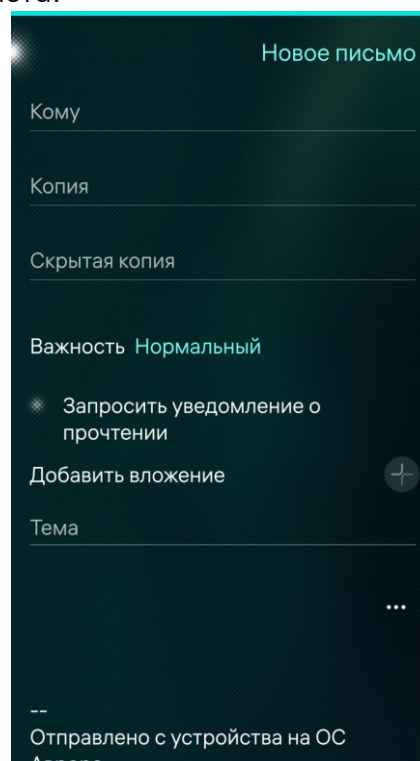 Новое письмо
Кому
Копия
Скрытая копия
Важность Нормальный
Запросить уведомление о
прочтении
Добавить вложение
Тема
...
--
Отправлено с устройства на ОС